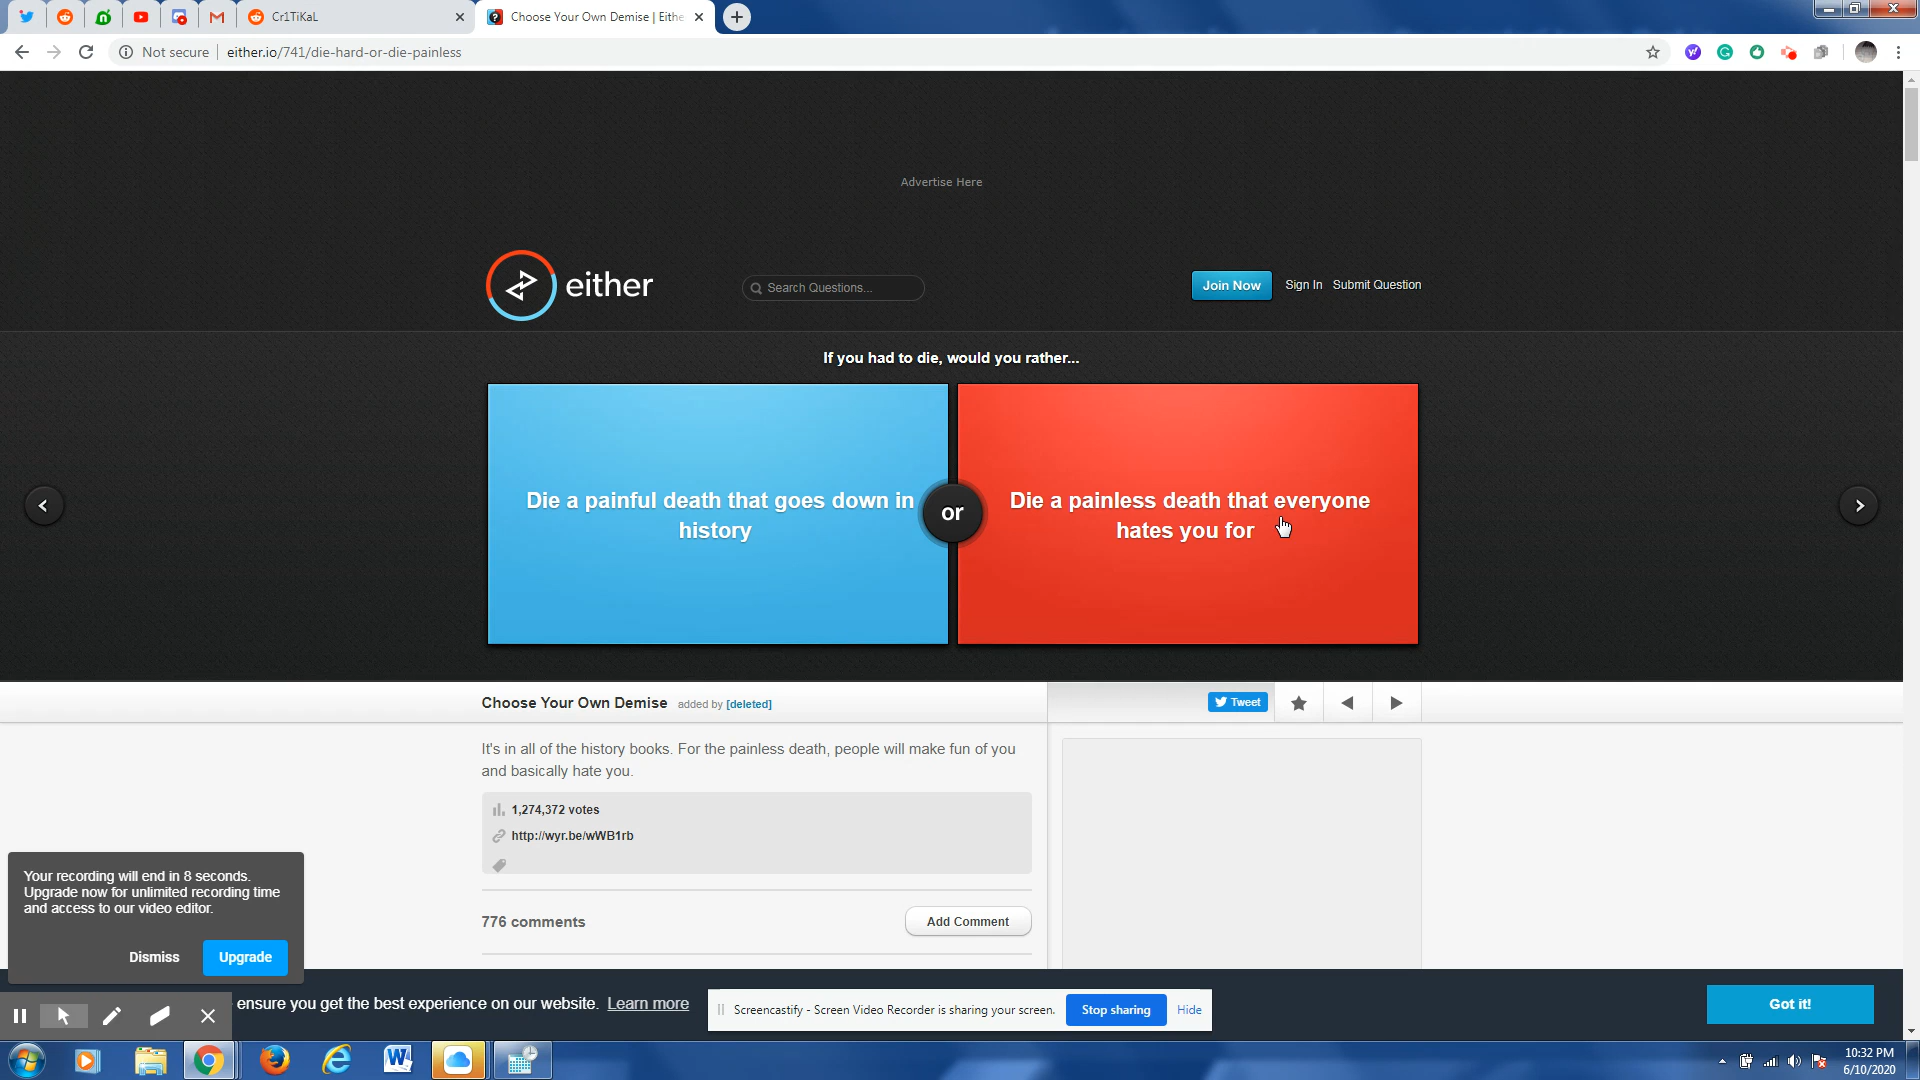 Cr1TiKaL
Choose Your Own Demise | Eithe
Not secure
either.io/741/die-hard-or-die-painless
Advertise Here
either
Search Questions...
Join Now
Sign In
Submit Question
If you had to die, would you rather...
Die a painful death that goes down in
history
or
Die a painless death that everyone
hates you for
Choose Your Own Demise
added by [deleted]
Tweet
It's in all of the history books. For the painless death, people will make fun of you
and basically hate you.
1,274,372 votes
http://wyr.be/wWB1rb
776 comments
Add Comment
Your recording will end in 8 seconds.
Upgrade now for unlimited recording time
and access to our video editor.
Dismiss
Upgrade
ensure you get the best experience on our website. Learn more
Screencastify - Screen Video Recorder is sharing your screen.
Stop sharing
Hide
Got it!
10:32 PM
6/10/2020